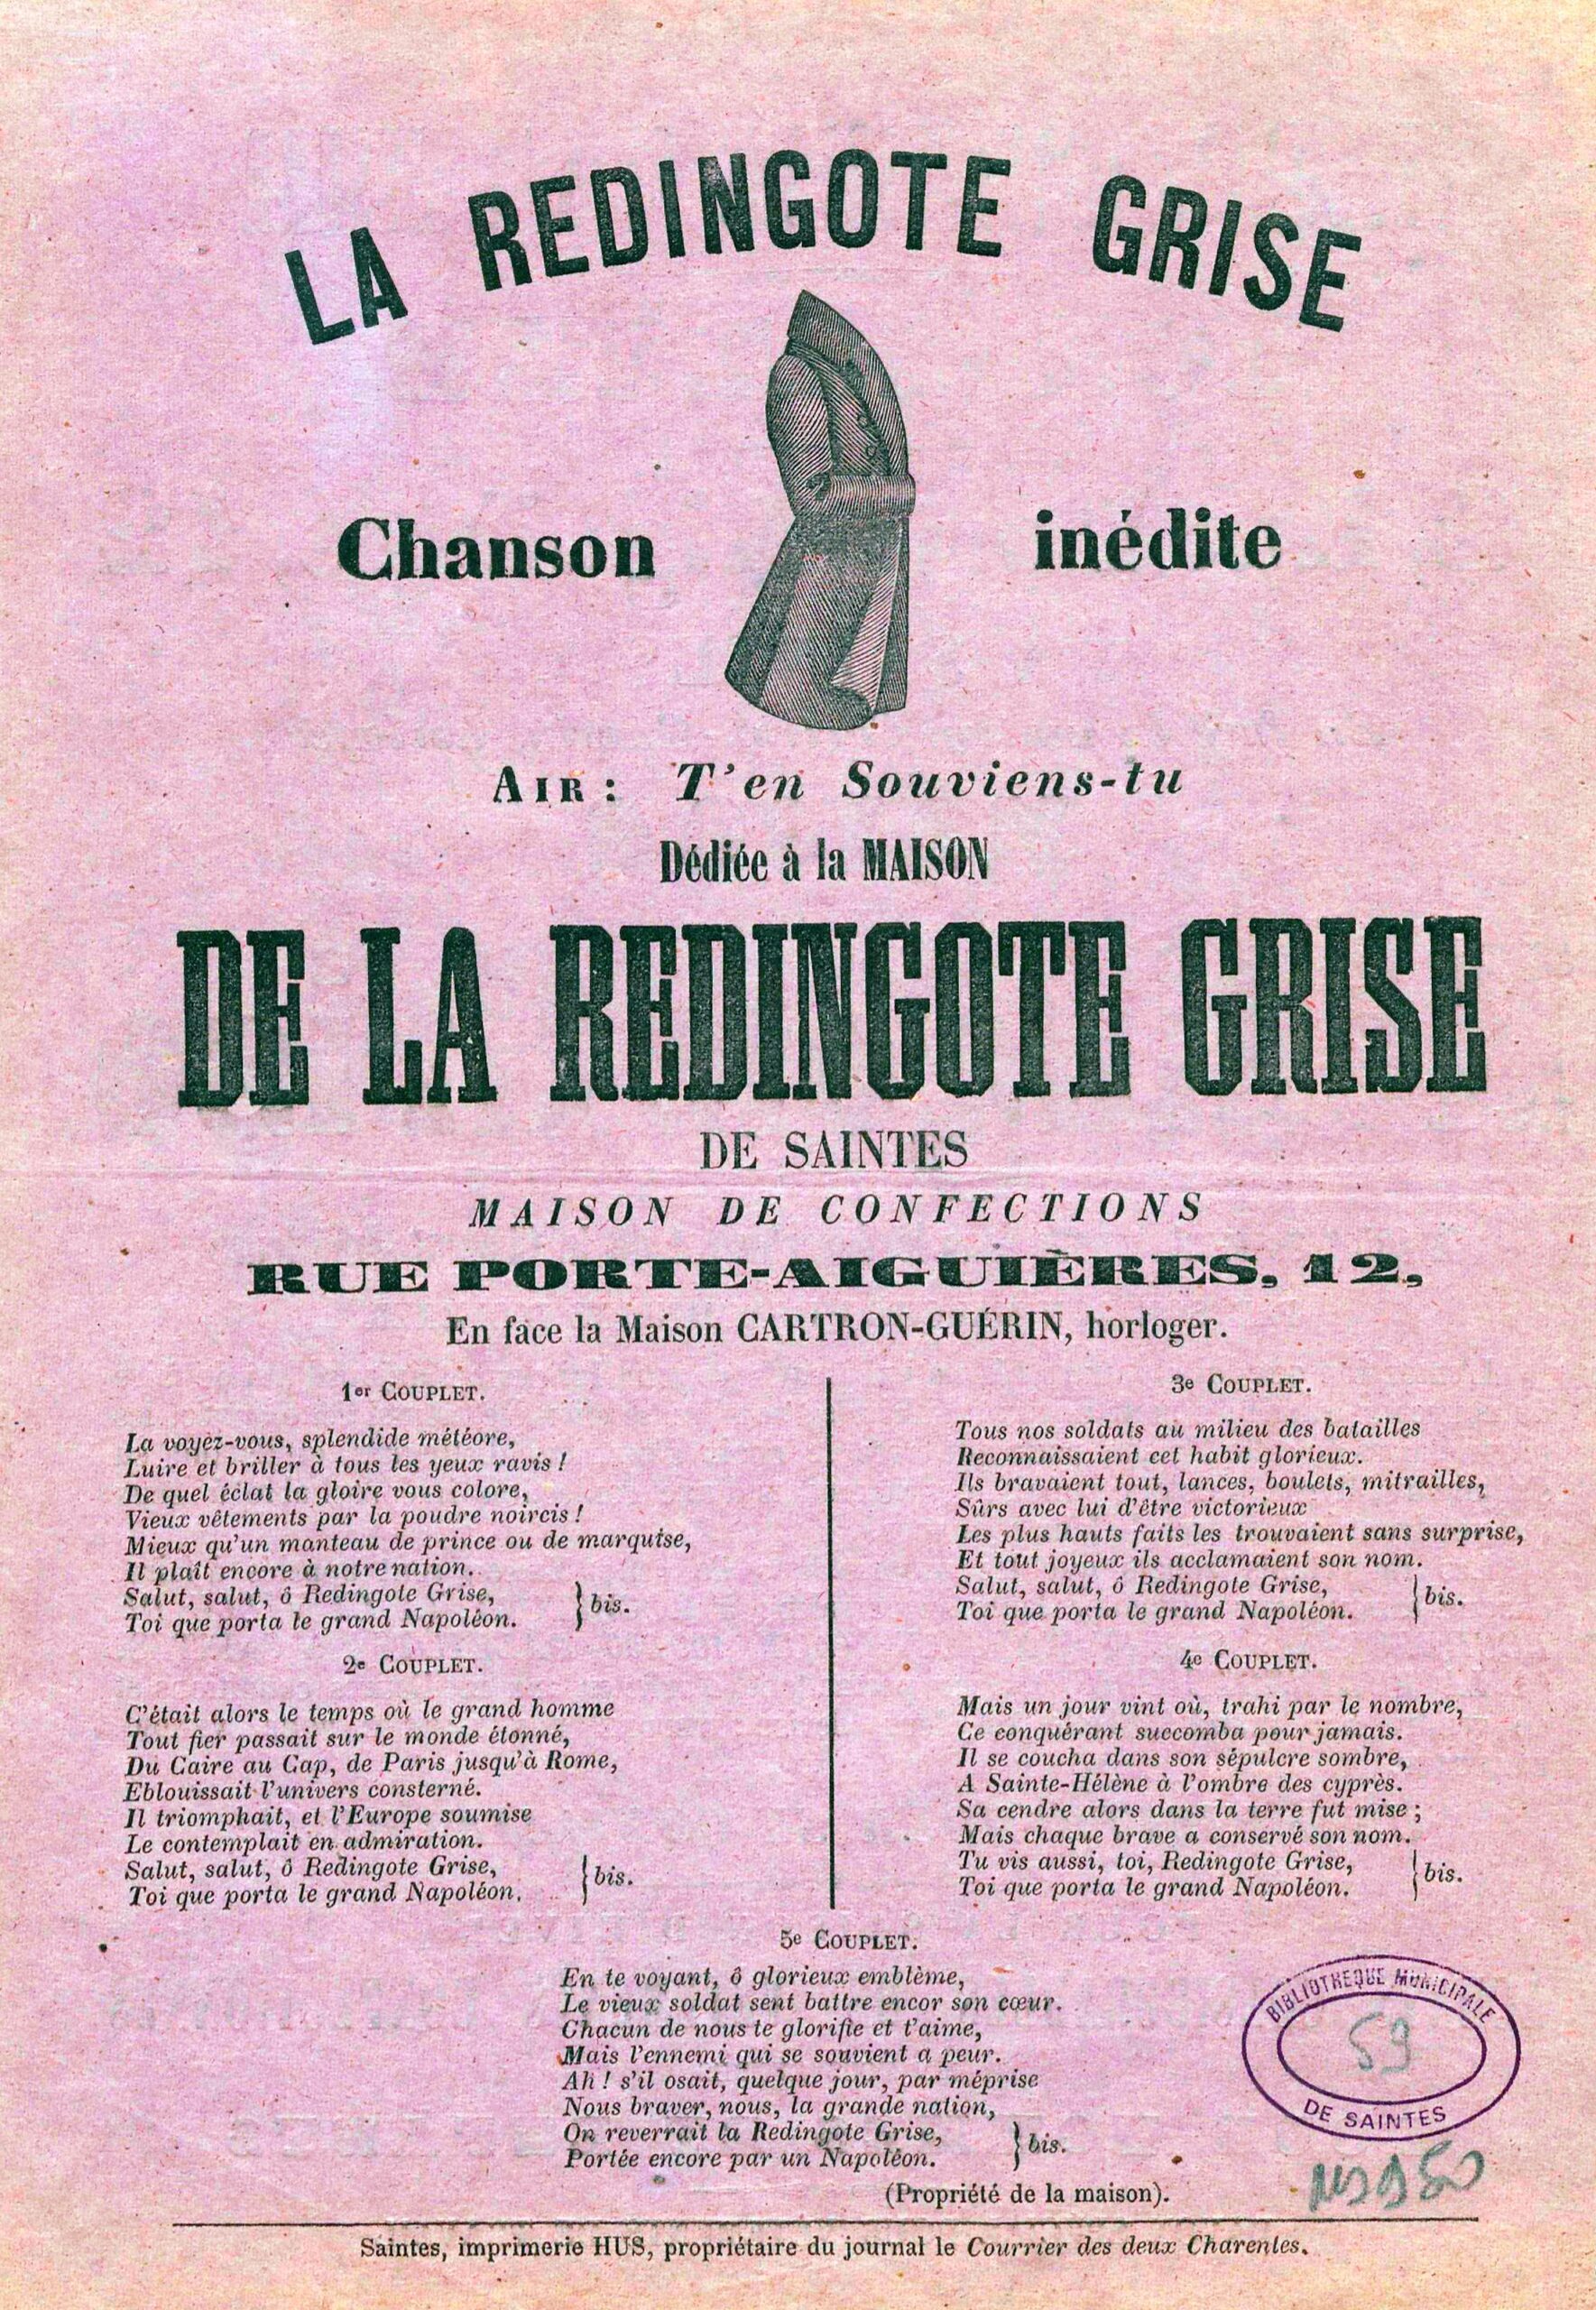 LA REDINGOTE GRISE
Chanson inédite
AIR : T'en Souviens-tu
Dédiée à la MAISON
DE LA REDINGOTE GRISE
DE SAINTES
MAISON DE CONFECTIONS
RUE PORTE-AIGUIÈRES, 12,
En face la Maison CARTRON-GUÉRIN, horloger.
1er COUPLET.
La voyez-vous, splendide météore,
Luire et briller à tous les yeux ravis !
De quel éclat la gloire vous colore,
Vieux vêtements par la poudre noircis !
Mieux qu'un manteau de prince ou de marquise,
Il plaît encore à notre nation.
Salut, salut, ô Redingote Grise,
Toi que porta le grand Napoléon.
} bis.
2e COUPLET.
C'était alors le temps où le grand homme
Tout fier passait sur le monde étonné,
Du Caire au Cap, de Paris jusqu'à Rome,
Eblouissait l'univers consterné.
Il triomphait, et l'Europe soumise
Le contemplait en admiration.
Salut, salut, ô Redingote Grise,
Toi que porta le grand Napoléon.
} bis.
3e COUPLET.
Tous nos soldats au milieu des batailles
Reconnaissaient cet habit glorieux.
Ils bravaient tout, lances, boulets, mitrailles,
Sûrs avec lui d'être victorieux
Les plus hauts faits les trouvaient sans surprise,
Et tout joyeux ils acclamaient son nom.
Salut, salut, ô Redingote Grise,
Toi que porta le grand Napoléon.
} bis.
4e COUPLET.
Mais un jour vint où, trahi par le nombre,
Ce conquérant succomba pour jamais.
Il se coucha dans son sépulcre sombre,
A Sainte-Hélène à l'ombre des cyprès.
Sa cendre alors dans la terre fut mise ;
Mais chaque brave a conservé son nom.
Tu vis aussi, toi, Redingote Grise,
Toi que porta le grand Napoléon.
} bis.
5e COUPLET.
En te voyant, ô glorieux emblème,
Le vieux soldat sent battre encor son cœur.
Chacun de nous te glorifie et t'aime,
Mais l'ennemi qui se souvient a peur.
Ah ! s'il osait, quelque jour, par méprise
Nous braver, nous, la grande nation,
On reverrait la Redingote Grise,
Portée encore par un Napoléon.
} bis.
(Propriété de la maison).
BIBLIOTHEQUE MUNICIPALE
59
DE SAINTES
Saintes, imprimerie HUS, propriétaire du journal le Courrier des deux Charentes.